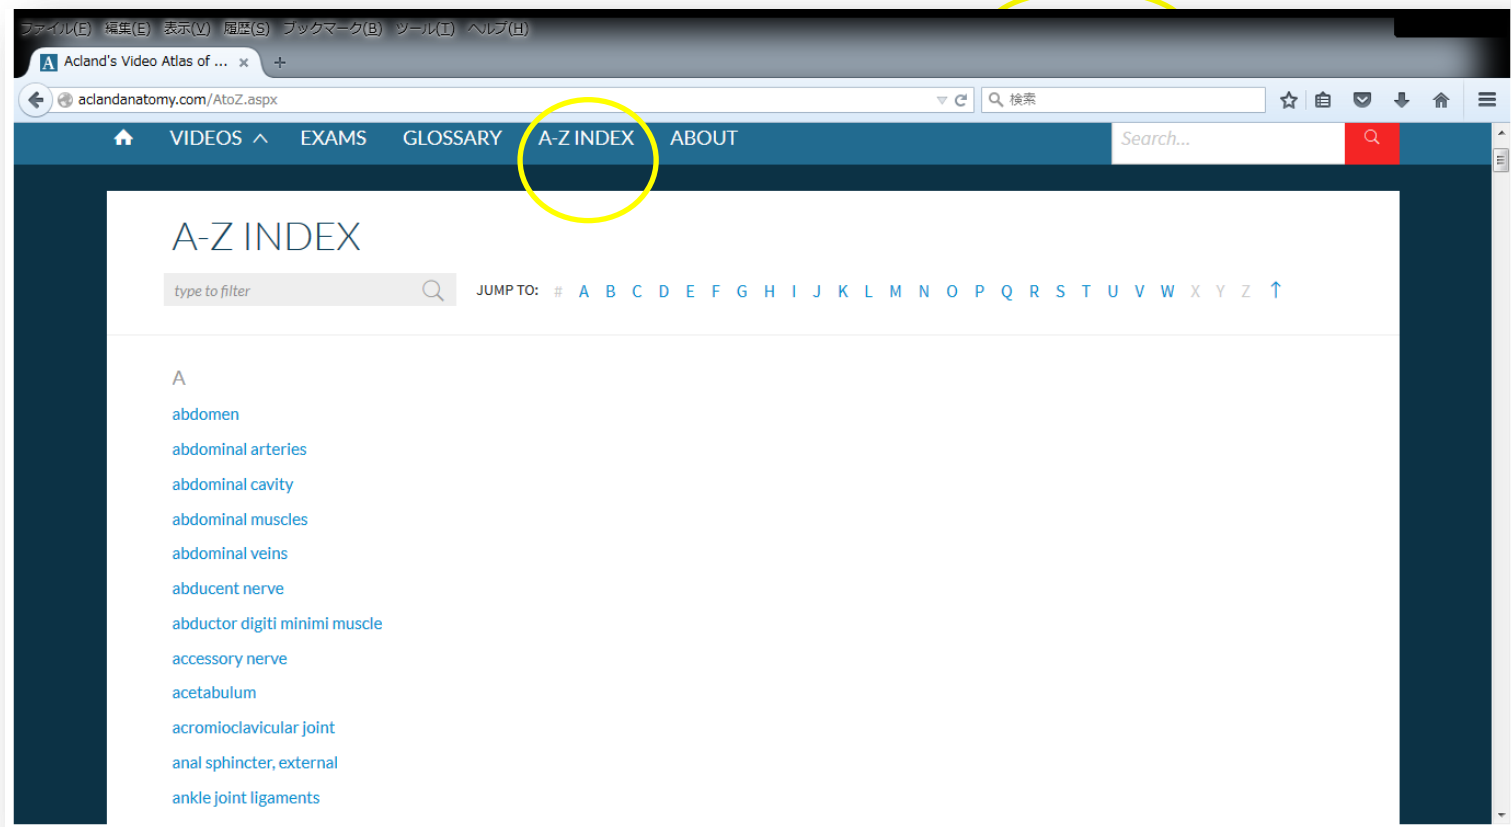 ファイル(F) 編集(E) 表示(V) 履歴(S) ブックマーク(B) ツール(T) ヘルプ(H)
A Acland's Video Atlas of ... × +
aclandanatomy.com/AtoZ.aspx 検索
VIDEOS EXAMS GLOSSARY A-Z INDEX ABOUT Search...
A-Z INDEX
type to filter JUMP TO: # A B C D E F G H I J K L M N O P Q R S T U V W X Y Z ↑
A
abdomen
abdominal arteries
abdominal cavity
abdominal muscles
abdominal veins
abducent nerve
abductor digiti minimi muscle
accessory nerve
acetabulum
acromioclavicular joint
anal sphincter, external
ankle joint ligaments